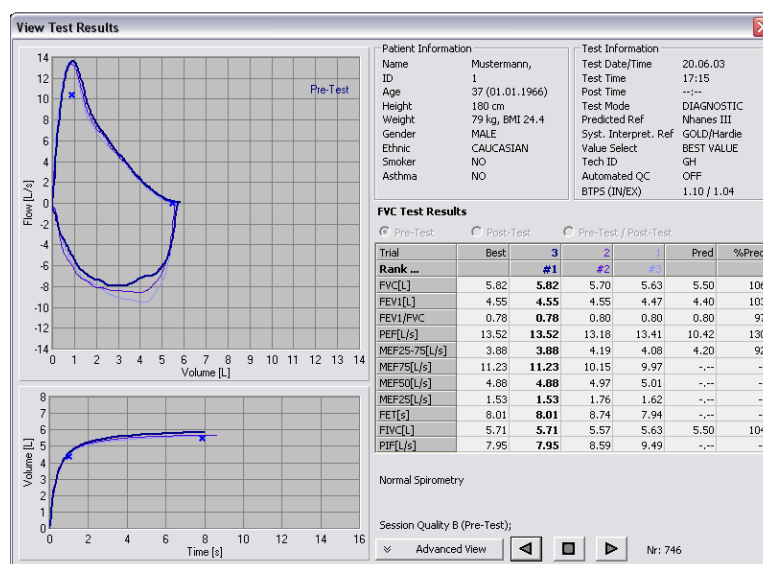 View Test Results
14
12
10
8
6
4
2
0
-2
-4
-6
-8
-10
-12
-14
Flow [L/s]
Pre-Test
0 1 2 3 4 5 6 7 8 9 10 11 12 13 14
Volume [L]
8
7
6
5
4
3
2
1
0
Volume [L]
0 2 4 6 8 10 12 14 16
Time [s]
Patient Information
Name Mustermann,
ID 1
Age 37 (01.01.1966)
Height 180 cm
Weight 79 kg, BMI 24.4
Gender MALE
Ethnic CAUCASIAN
Smoker NO
Asthma NO
Test Information
Test Date/Time 20.06.03
Test Time 17:15
Post Time --:--
Test Mode DIAGNOSTIC
Predicted Ref Nhanes III
Syst. Interpret. Ref GOLD/Hardie
Value Select BEST VALUE
Tech ID GH
Automated QC OFF
BTPS (IN/EX) 1.10 / 1.04
FVC Test Results
Pre-Test Post-Test Pre-Test / Post-Test
Trial Best 3 2 1 Pred %Pred
Rank ... #1 #2 #3
FVC[L] 5.82 5.82 5.70 5.63 5.50 106
FEV1[L] 4.55 4.55 4.55 4.47 4.40 103
FEV1/FVC 0.78 0.78 0.80 0.80 0.80 97
PEF[L/s] 13.52 13.52 13.18 13.41 10.42 130
MEF25-75[L/s] 3.88 3.88 4.19 4.08 4.20 92
MEF75[L/s] 11.23 11.23 10.15 9.97 -.-- -
MEF50[L/s] 4.88 4.88 4.97 5.01 -.-- -
MEF25[L/s] 1.53 1.53 1.76 1.62 -.-- -
FET[s] 8.01 8.01 8.74 7.94 -.-- -
FIVC[L] 5.71 5.71 5.57 5.63 5.50 104
PIF[L/s] 7.95 7.95 8.59 9.49 -.-- -
Normal Spirometry
Session Quality B (Pre-Test);
Advanced View
Nr: 746